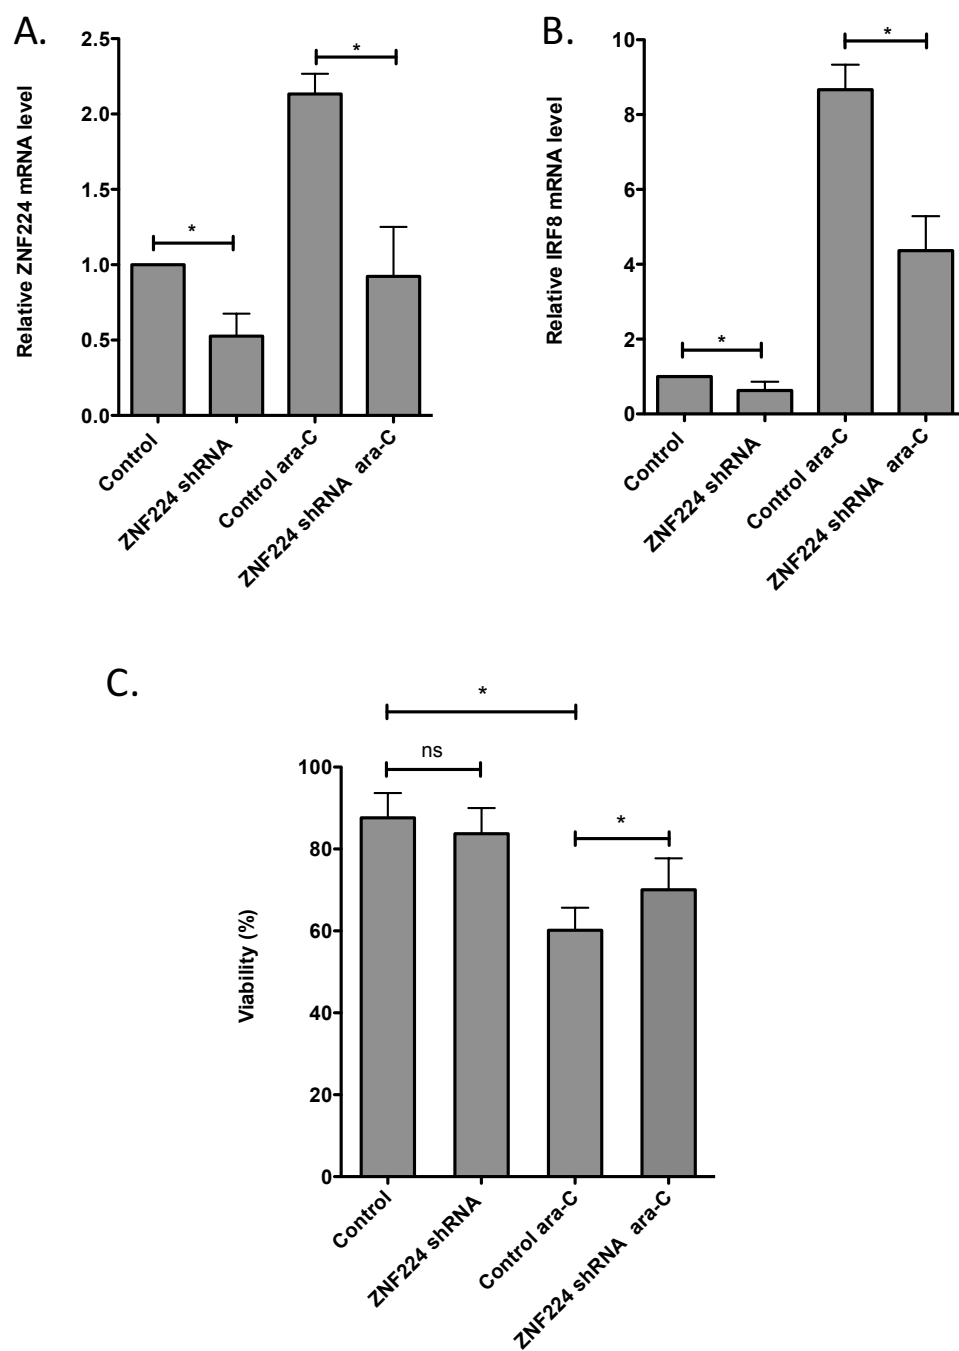 A.
Relative ZNF224 mRNA level
2.5
2.0
1.5
1.0
0.5
0.0
*
*
Control
ZNF224 shRNA
Control ara-C
ZNF224 shRNA ara-C
B.
Relative IRF8 mRNA level
10
8
6
4
2
0
*
*
Control
ZNF224 shRNA
Control ara-C
ZNF224 shRNA ara-C
C.
Viability (%)
100
80
60
40
20
0
*
ns
*
Control
ZNF224 shRNA
Control ara-C
ZNF224 shRNA ara-C